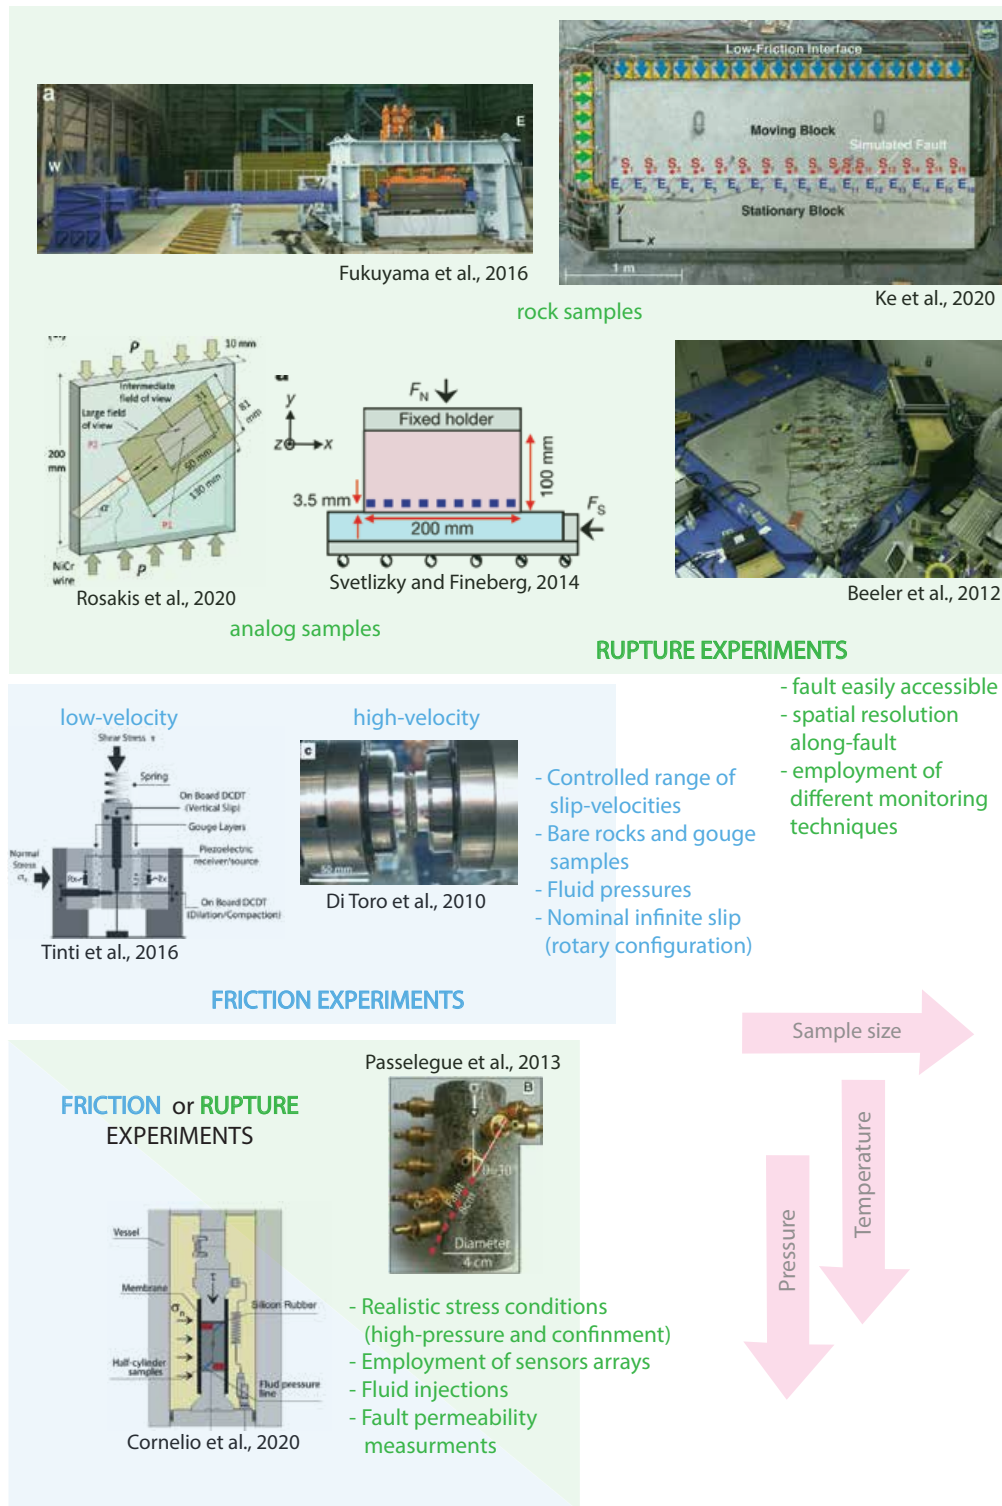 a
W
E
Fukuyama et al., 2016
Low-Friction Interface
Moving Block
Simulated Fault
Stationary Block
y
x
1 m
Ke et al., 2020
rock samples
P
10 mm
Intermediate
field of view
Large field
of view
31
81
mm
P2
200
mm
50 mm
130 mm
α
P1
NiCr
wire
P
Rosakis et al., 2020
y
z
x
F_N
Fixed holder
3.5 mm
100 mm
200 mm
F_S
Svetlizky and Fineberg, 2014
Beeler et al., 2012
analog samples
RUPTURE EXPERIMENTS
- fault easily accessible
- spatial resolution
along-fault
- employment of
different monitoring
techniques
low-velocity
Shear Stress τ
Spring
On Board DCDT
(Vertical Slip)
Gouge Layers
Normal
Stress
Piezoelectric
receiver/source
On Board DCDT
(Dilation/Compaction)
Tinti et al., 2016
high-velocity
c
50 mm
Di Toro et al., 2010
- Controlled range of
slip-velocities
- Bare rocks and gouge
samples
- Fluid pressures
- Nominal infinite slip
(rotary configuration)
FRICTION EXPERIMENTS
Sample size
Temperature
Pressure
FRICTION or RUPTURE
EXPERIMENTS
Passelegue et al., 2013
B
θ=30°
Fault
8cm
Diameter
4 cm
Vessel
Membrane
σn
τ
Silicon Rubber
Half-cylinder
samples
Fluid pressure
line
Cornelio et al., 2020
- Realistic stress conditions
(high-pressure and confinment)
- Employment of sensors arrays
- Fluid injections
- Fault permeability
measurments